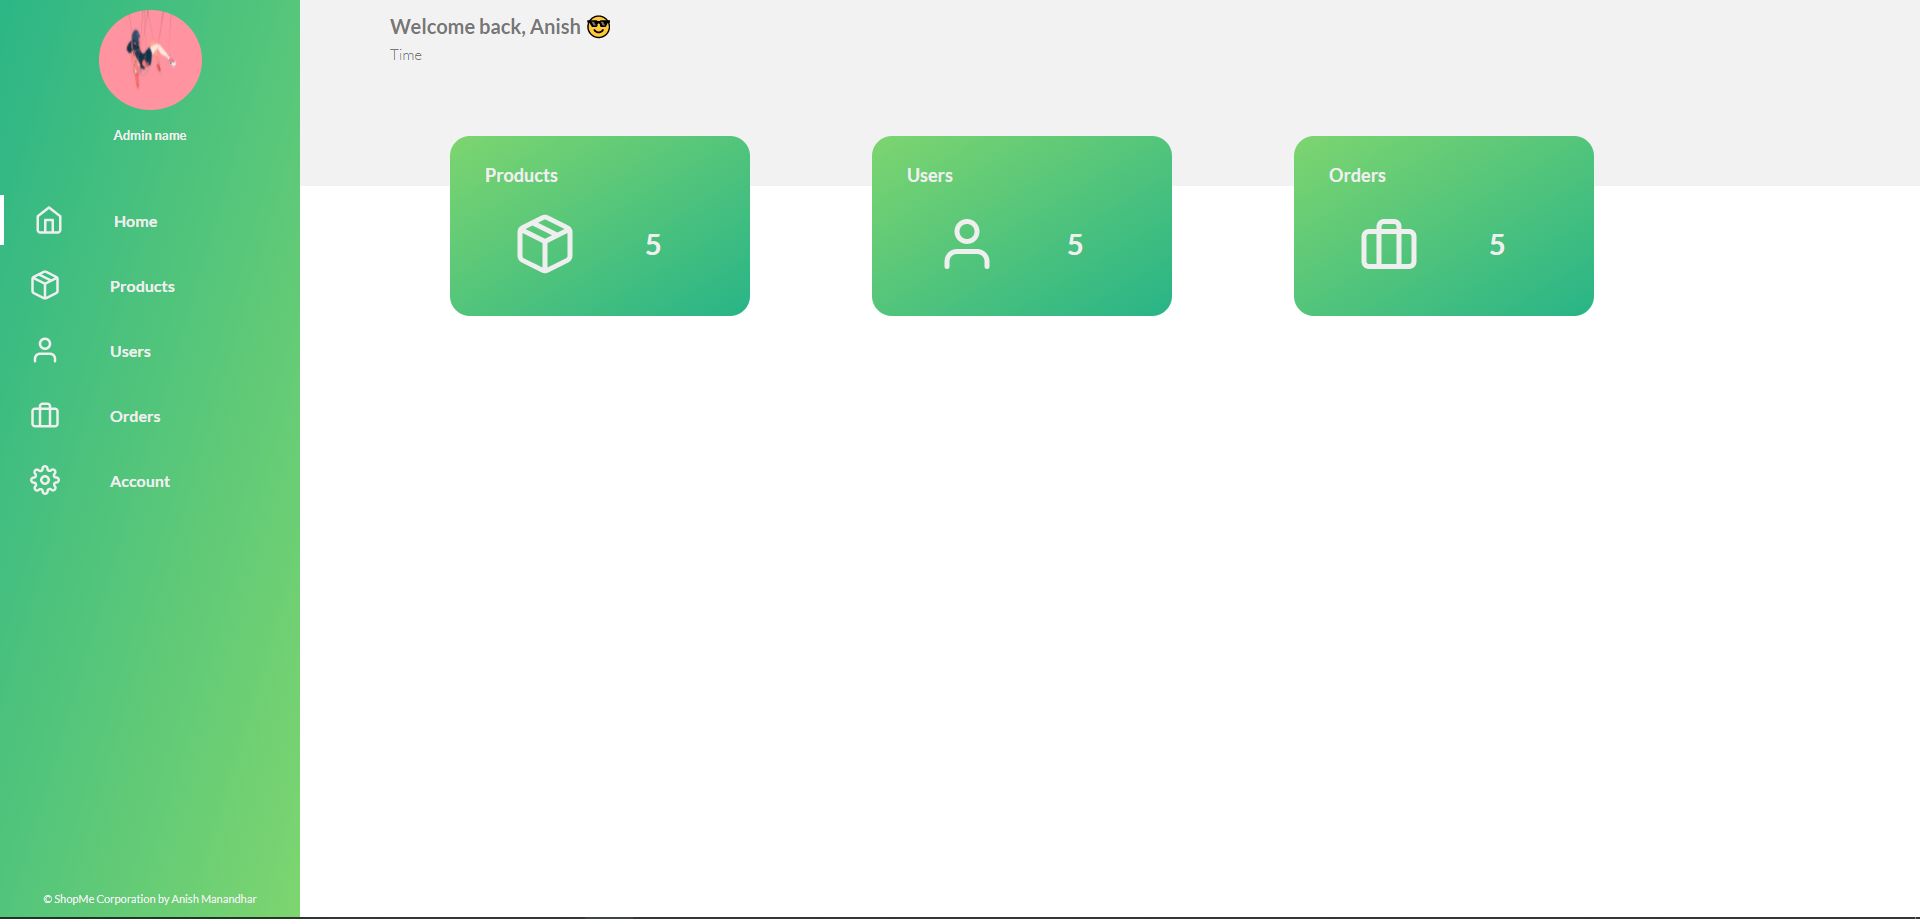 Admin name
Home
Products
Users
Orders
Account
© ShopMe Corporation by Anish Manandhar
Welcome back, Anish 😎
Time
Products
5
Users
5
Orders
5